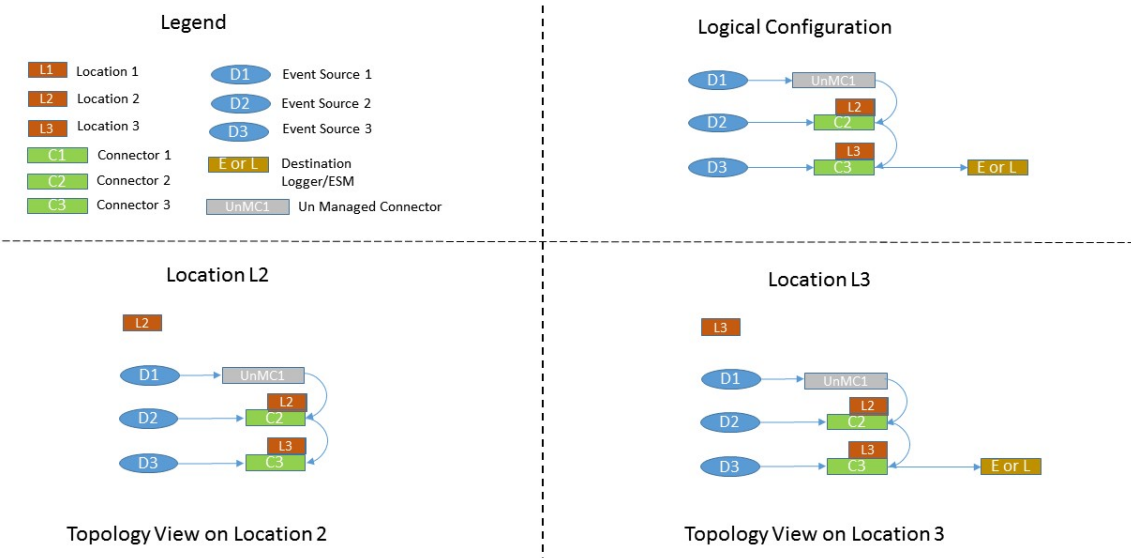 Legend
L1 Location 1
L2 Location 2
L3 Location 3
C1 Connector 1
C2 Connector 2
C3 Connector 3
D1 Event Source 1
D2 Event Source 2
D3 Event Source 3
E or L Destination
Logger/ESM
UnMC1 Un Managed Connector
Logical Configuration
D1 UnMC1
L2
D2 C2
L3
D3 C3 E or L
Location L2
L2
D1 UnMC1
L2
D2 C2
L3
D3 C3
Topology View on Location 2
Location L3
L3
D1 UnMC1
L2
D2 C2
L3
D3 C3 E or L
Topology View on Location 3